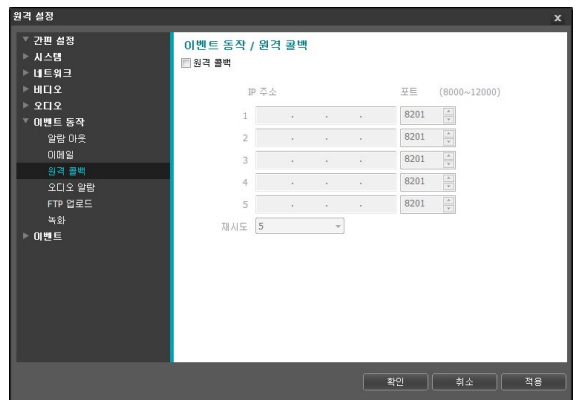 원격 설정 x
간편 설정
시스템
네트워크
비디오
오디오
이벤트 동작
알람 아웃
이메일
원격 콜백
오디오 알람
FTP 업로드
녹화
이벤트
이벤트 동작 / 원격 콜백
원격 콜백
IP 주소 포트 (8000~12000)
1 . . . 8201
2 . . . 8201
3 . . . 8201
4 . . . 8201
5 . . . 8201
재시도 5
확인 취소 적용